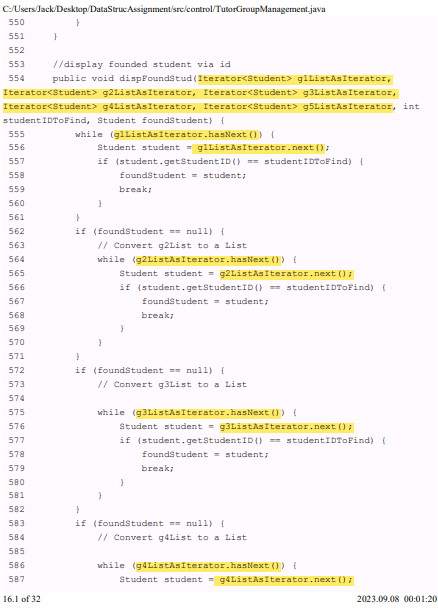 C:/Users/Jack/Desktop/DataStrucAssignment/src/control/TutorGroupManagement.java
550 }
551 }
552
553 //display founded student via id
554 public void dispFoundStud(Iterator<Student> g1ListAsIterator,
Iterator<Student> g2ListAsIterator, Iterator<Student> g3ListAsIterator,
Iterator<Student> g4ListAsIterator, Iterator<Student> g5ListAsIterator, int
studentIDToFind, Student foundStudent) {
555 while (g1ListAsIterator.hasNext()) {
556 Student student = g1ListAsIterator.next();
557 if (student.getStudentID() == studentIDToFind) {
558 foundStudent = student;
559 break;
560 }
561 }
562 if (foundStudent == null) {
563 // Convert g2List to a List
564 while (g2ListAsIterator.hasNext()) {
565 Student student = g2ListAsIterator.next();
566 if (student.getStudentID() == studentIDToFind) {
567 foundStudent = student;
568 break;
569 }
570 }
571 }
572 if (foundStudent == null) {
573 // Convert g3List to a List
574
575 while (g3ListAsIterator.hasNext()) {
576 Student student = g3ListAsIterator.next();
577 if (student.getStudentID() == studentIDToFind) {
578 foundStudent = student;
579 break;
580 }
581 }
582 }
583 if (foundStudent == null) {
584 // Convert g4List to a List
585
586 while (g4ListAsIterator.hasNext()) {
587 Student student = g4ListAsIterator.next();
16.1 of 32 2023.09.08 00:01:20